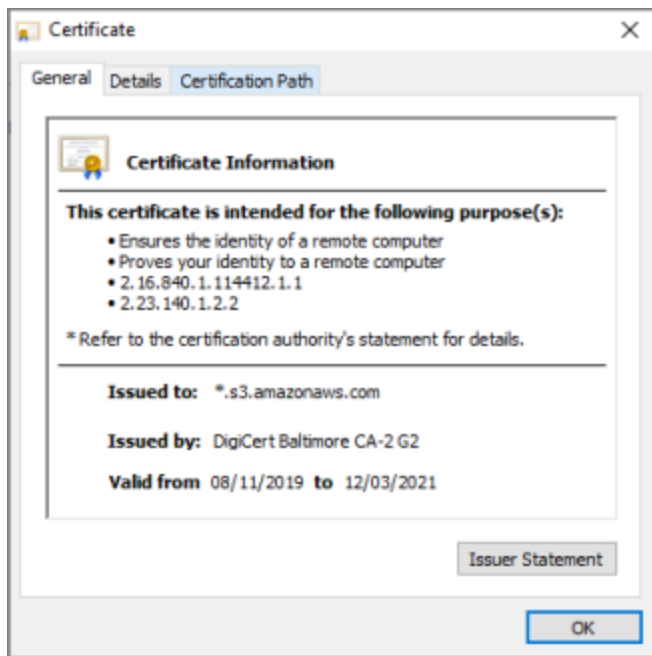 Certificate
General Details Certification Path
Certificate Information
This certificate is intended for the following purpose(s):
• Ensures the identity of a remote computer
• Proves your identity to a remote computer
• 2.16.840.1.114412.1.1
• 2.23.140.1.2.2
* Refer to the certification authority's statement for details.
Issued to: *.s3.amazonaws.com
Issued by: DigiCert Baltimore CA-2 G2
Valid from 08/11/2019 to 12/03/2021
Issuer Statement
OK